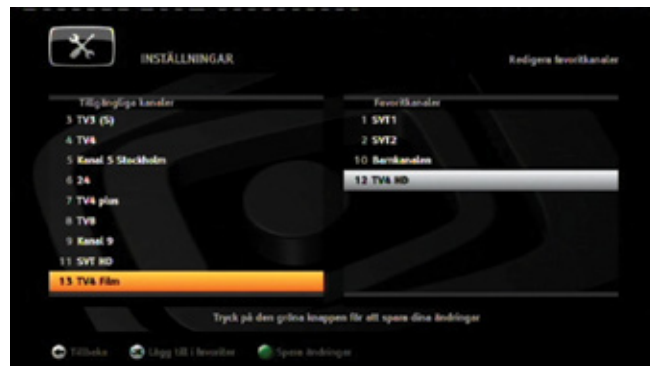 INSTÄLLNINGAR
Redigera favoritkanaler
Tillgängliga kanaler
3 TV3 (S)
4 TV4
5 Kanal 5 Stockholm
6 24
7 TV4 plus
8 TV8
9 Kanal 9
11 SVT HD
13 TV4 Film
Favoritkanaler
1 SVT1
2 SVT2
10 Barnkanalen
12 TV4 HD
Tryck på den gröna knappen för att spara dina ändringar
Tillbaka
Lägg till i favoriter
Spara ändringar